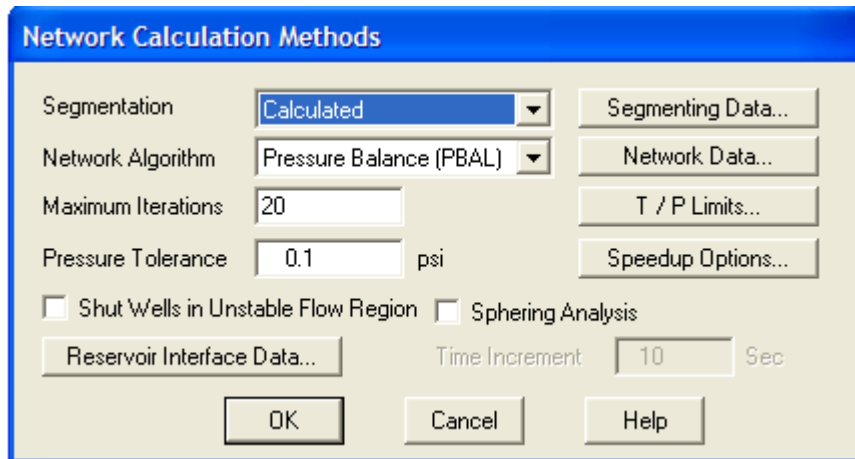 Network Calculation Methods
Segmentation Calculated Segmenting Data...
Network Algorithm Pressure Balance (PBAL) Network Data...
Maximum Iterations 20 T / P Limits...
Pressure Tolerance 0.1 psi Speedup Options...
Shut Wells in Unstable Flow Region Sphering Analysis
Reservoir Interface Data... Time Increment 10 Sec
OK Cancel Help